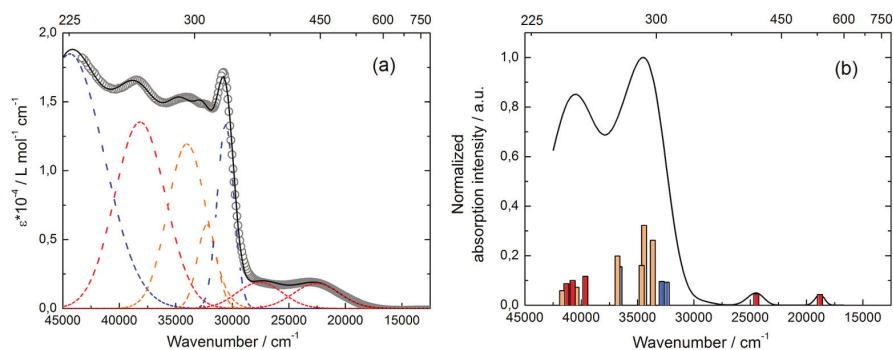 225 300 450 600 750
(a)
2,0
1,5
1,0
0,5
0,0
ε*10⁻⁴ / L mol⁻¹ cm⁻¹
45000 40000 35000 30000 25000 20000 15000
Wavenumber / cm⁻¹
225 300 450 600 750
(b)
1,0
0,8
0,6
0,4
0,2
0,0
Normalized
absorption intensity / a.u.
45000 40000 35000 30000 25000 20000 15000
Wavenumber / cm⁻¹